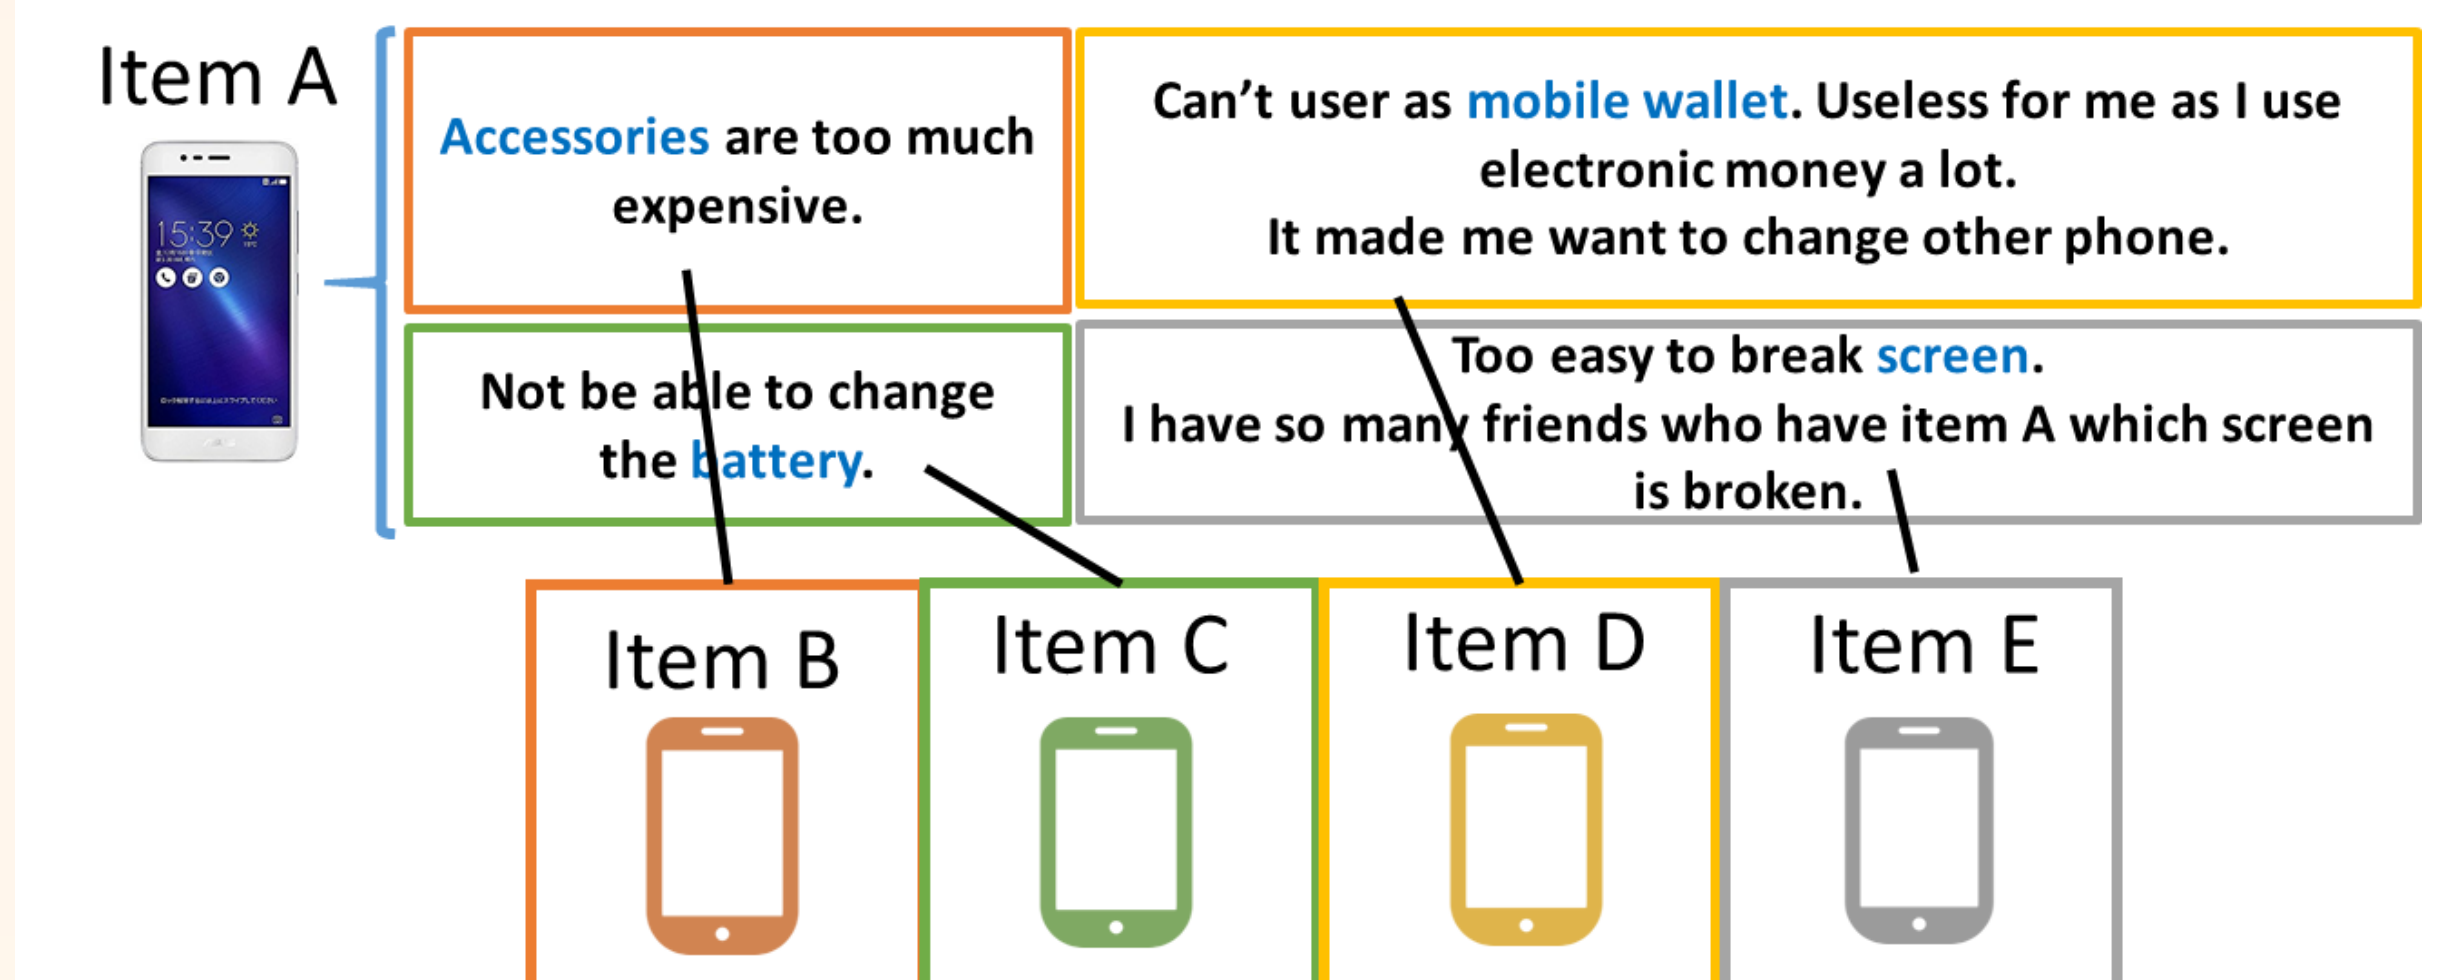 Item A
15:39
Accessories are too much
expensive.
Can't user as mobile wallet. Useless for me as I use
electronic money a lot.
It made me want to change other phone.
Not be able to change
the battery.
Too easy to break screen.
I have so many friends who have item A which screen
is broken.
Item B
Item C
Item D
Item E